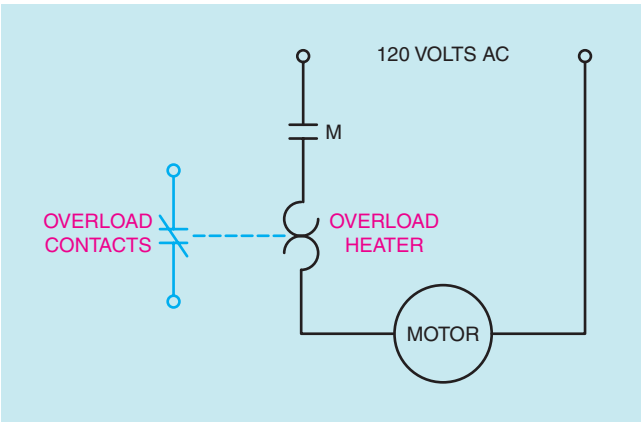 120 VOLTS AC
M
OVERLOAD
CONTACTS
OVERLOAD
HEATER
MOTOR